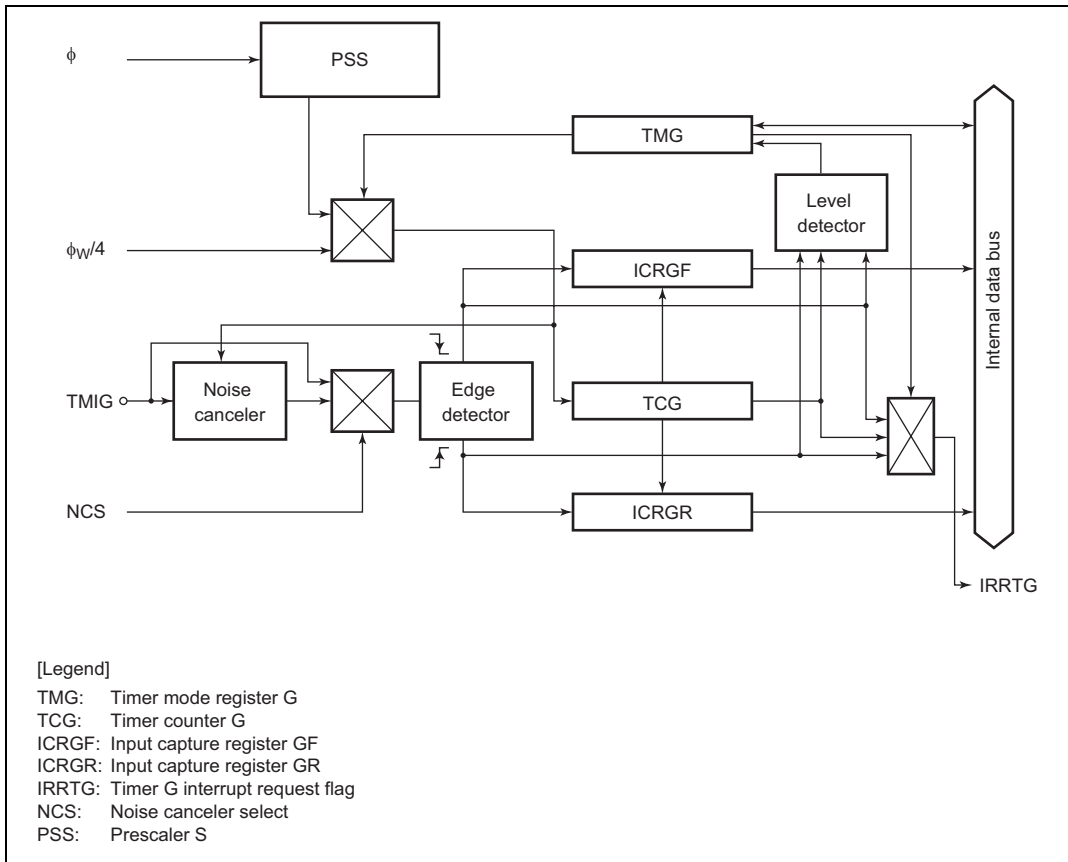 ϕ
PSS
TMG
Level
detector
ϕW/4
ICRGF
Internal data bus
TMIG
Noise
canceler
Edge
detector
TCG
NCS
ICRGR
IRRTG
[Legend]
TMG: Timer mode register G
TCG: Timer counter G
ICRGF: Input capture register GF
ICRGR: Input capture register GR
IRRTG: Timer G interrupt request flag
NCS: Noise canceler select
PSS: Prescaler S